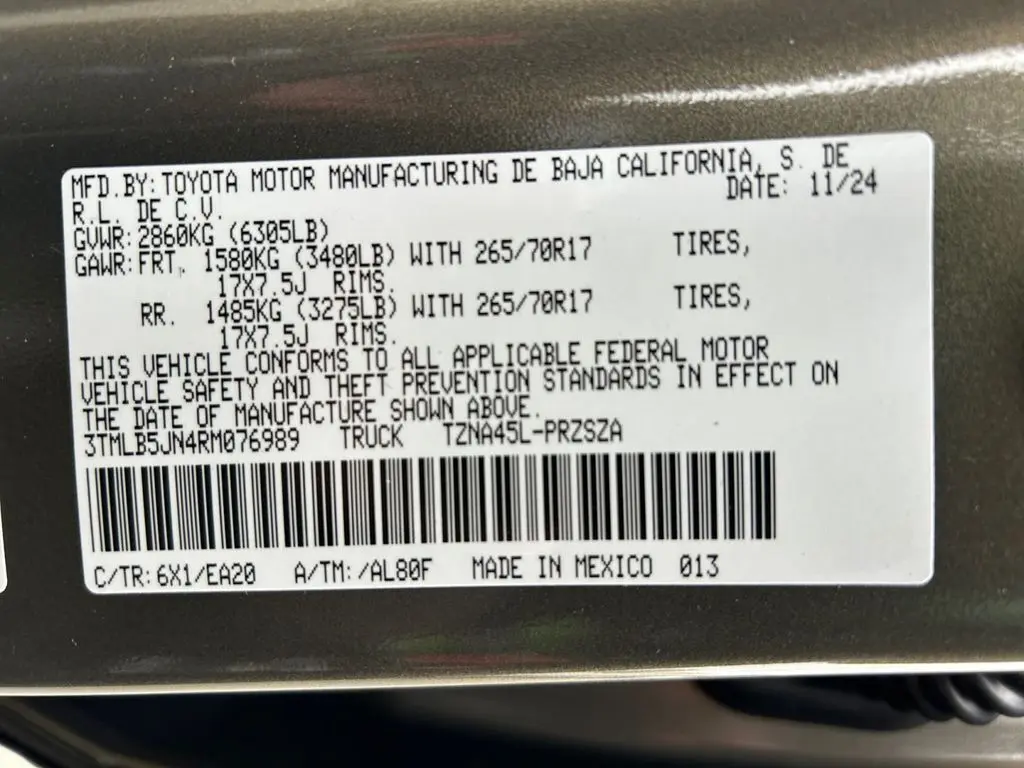 MFD.BY: TOYOTA MOTOR MANUFACTURING DE BAJA CALIFORNIA, S. DE
R.L. DE C.V. DATE: 11/24
GVWR: 2860KG (6305LB)
GAWR: FRT. 1580KG (3480LB) WITH 265/70R17 TIRES,
17X7.5J RIMS.
RR. 1485KG (3275LB) WITH 265/70R17 TIRES,
17X7.5J RIMS.
THIS VEHICLE CONFORMS TO ALL APPLICABLE FEDERAL MOTOR
VEHICLE SAFETY AND THEFT PREVENTION STANDARDS IN EFFECT ON
THE DATE OF MANUFACTURE SHOWN ABOVE.
3TMLB5JN4RM076989 TRUCK TZNA45L-PRZSZA
C/TR: 6X1/EA20 A/TM: /AL80F MADE IN MEXICO 013